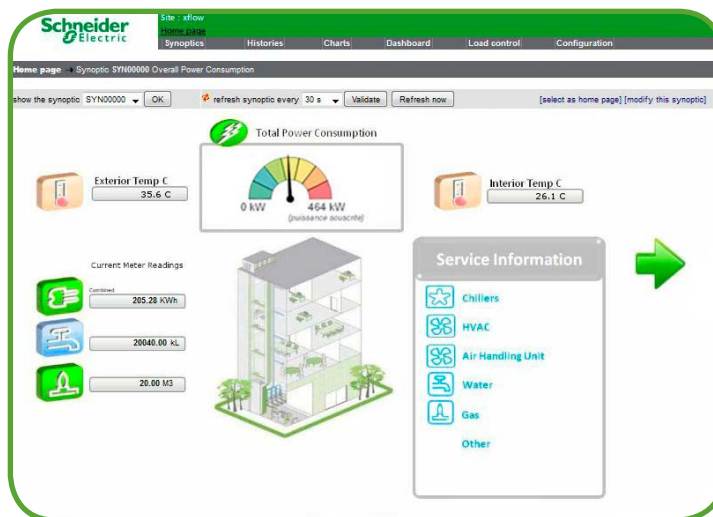 Schneider
Electric
Site : xflow
Home page
Synoptics Histories Charts Dashboard Load control Configuration
Home page → Synoptic SYN00000 Overall Power Consumption
show the synoptic SYN00000 OK refresh synoptic every 30 s Validate Refresh now [select as home page] [modify this synoptic]
Total Power Consumption
0 kW 464 kW
(puissance souscrite)
Exterior Temp C
35.6 C
Interior Temp C
26.1 C
Current Meter Readings
Combined
205.28 KWh
20040.00 kL
20.00 M3
Service Information
Chillers
HVAC
Air Handling Unit
Water
Gas
Other